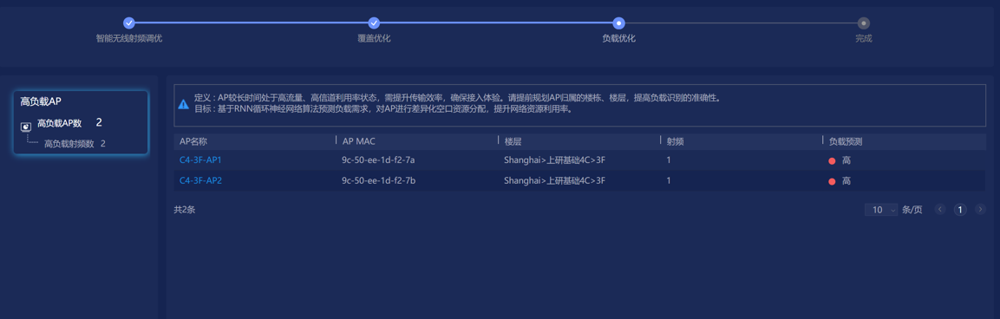 智能无线射频调优
覆盖优化
负载优化
完成
高负载AP
高负载AP数 2
高负载射频数 2
定义：AP较长时间处于高流量、高信道利用率状态，需提升传输效率，确保接入体验。请提前规划AP归属的楼栋、楼层，提高负载识别的准确性。
目标：基于RNN循环神经网络算法预测负载需求，对AP进行差异化空口资源分配，提升网络资源利用率。
AP名称 AP MAC 楼层 射频 负载预测
C4-3F-AP1 9c-50-ee-1d-f2-7a Shanghai>上研基础4C>3F 1 高
C4-3F-AP2 9c-50-ee-1d-f2-7b Shanghai>上研基础4C>3F 1 高
共2条 10 条/页 1